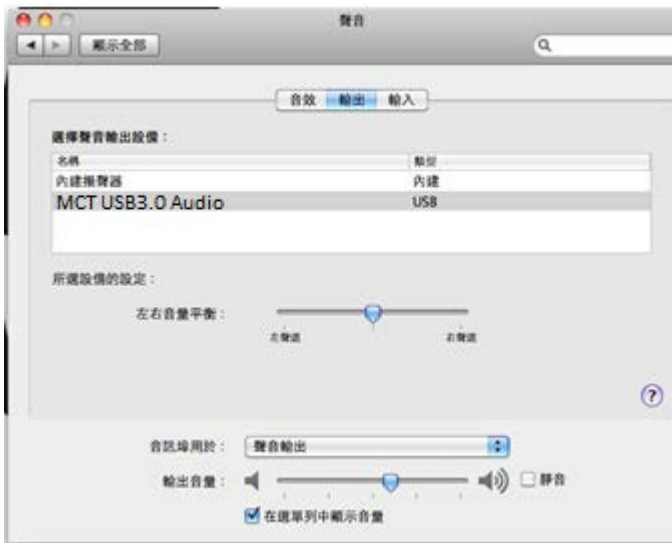 聲音
顯示全部
音效 輸出 輸入
選擇聲音輸出設備：
名稱 類型
內建揚聲器 內建
MCT USB3.0 Audio USB
所選設備的設定：
左右音量平衡：
左聲道 右聲道
?
音訊埠用於： 聲音輸出
輸出音量： 靜音
在選單列中顯示音量